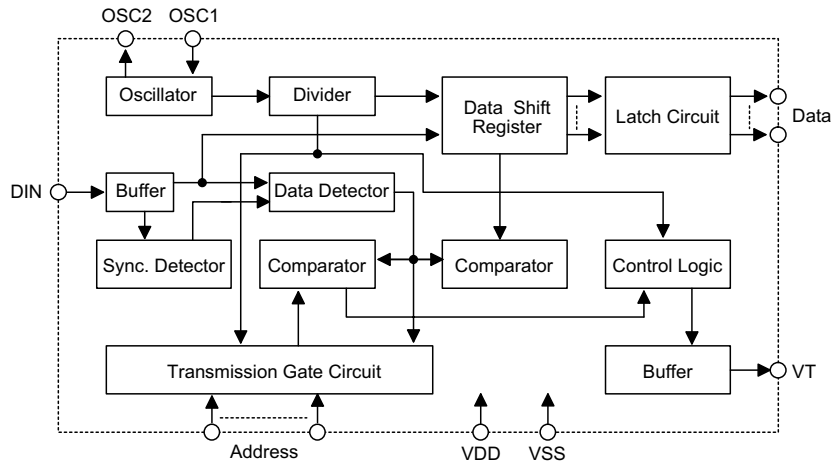 OSC2 OSC1
Oscillator
Divider
Data Shift
Register
Latch Circuit
Data
DIN
Buffer
Data Detector
Sync. Detector
Comparator
Comparator
Control Logic
Transmission Gate Circuit
Buffer
VT
Address
VDD
VSS